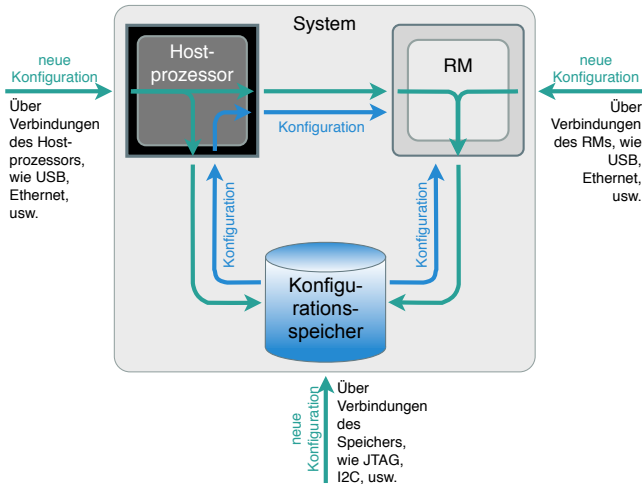 System
neue
Konfiguration
Über
Verbindungen
des Host-
prozessors,
wie USB,
Ethernet,
usw.
Host-
prozessor
RM
Konfiguration
neue
Konfiguration
Über
Verbindungen
des RMs, wie
USB,
Ethernet,
usw.
Konfiguration
Konfiguration
Konfigu-
rations-
speicher
neue
Konfiguration
Über
Verbindungen
des
Speichers,
wie JTAG,
I2C, usw.